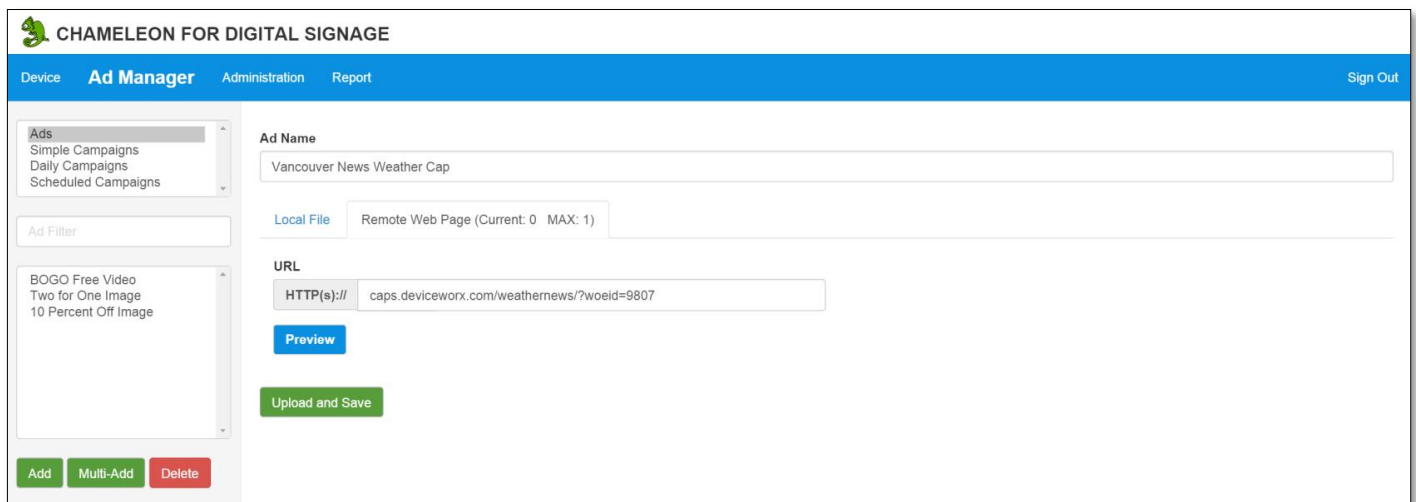 CHAMELEON FOR DIGITAL SIGNAGE
Device Ad Manager Administration Report Sign Out
Ads
Simple Campaigns
Daily Campaigns
Scheduled Campaigns
Ad Filter
BOGO Free Video
Two for One Image
10 Percent Off Image
Add Multi-Add Delete
Ad Name
Vancouver News Weather Cap
Local File Remote Web Page (Current: 0 MAX: 1)
URL
HTTP(s):// caps.deviceworx.com/weathernews/?woeid=9807
Preview
Upload and Save